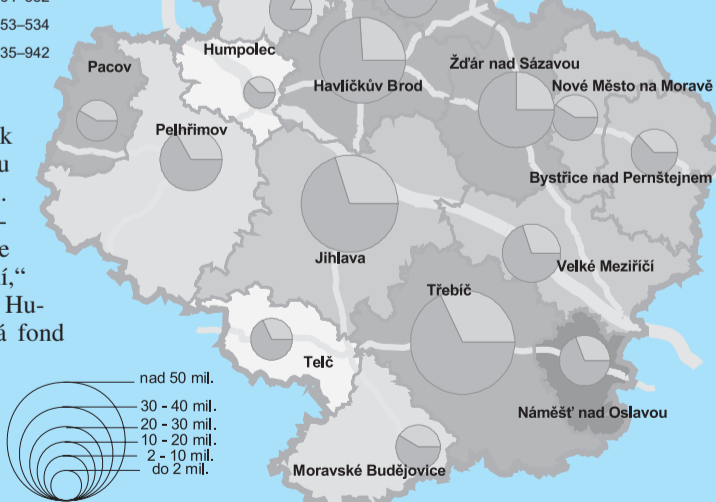 53–534
35–942
Humpolec
Pacov
Havlíčkův Brod
Žďár nad Sázavou
Nové Město na Moravě
Pelhřimov
Bystřice nad Pernštejnem
Jihlava
Velké Meziříčí
Třebíč
Telč
Náměšť nad Oslavou
Moravské Budějovice
k
u
.
-
e
í,“
Hu-
á fond
nad 50 mil.
30 - 40 mil.
20 - 30 mil.
10 - 20 mil.
2 - 10 mil.
do 2 mil.